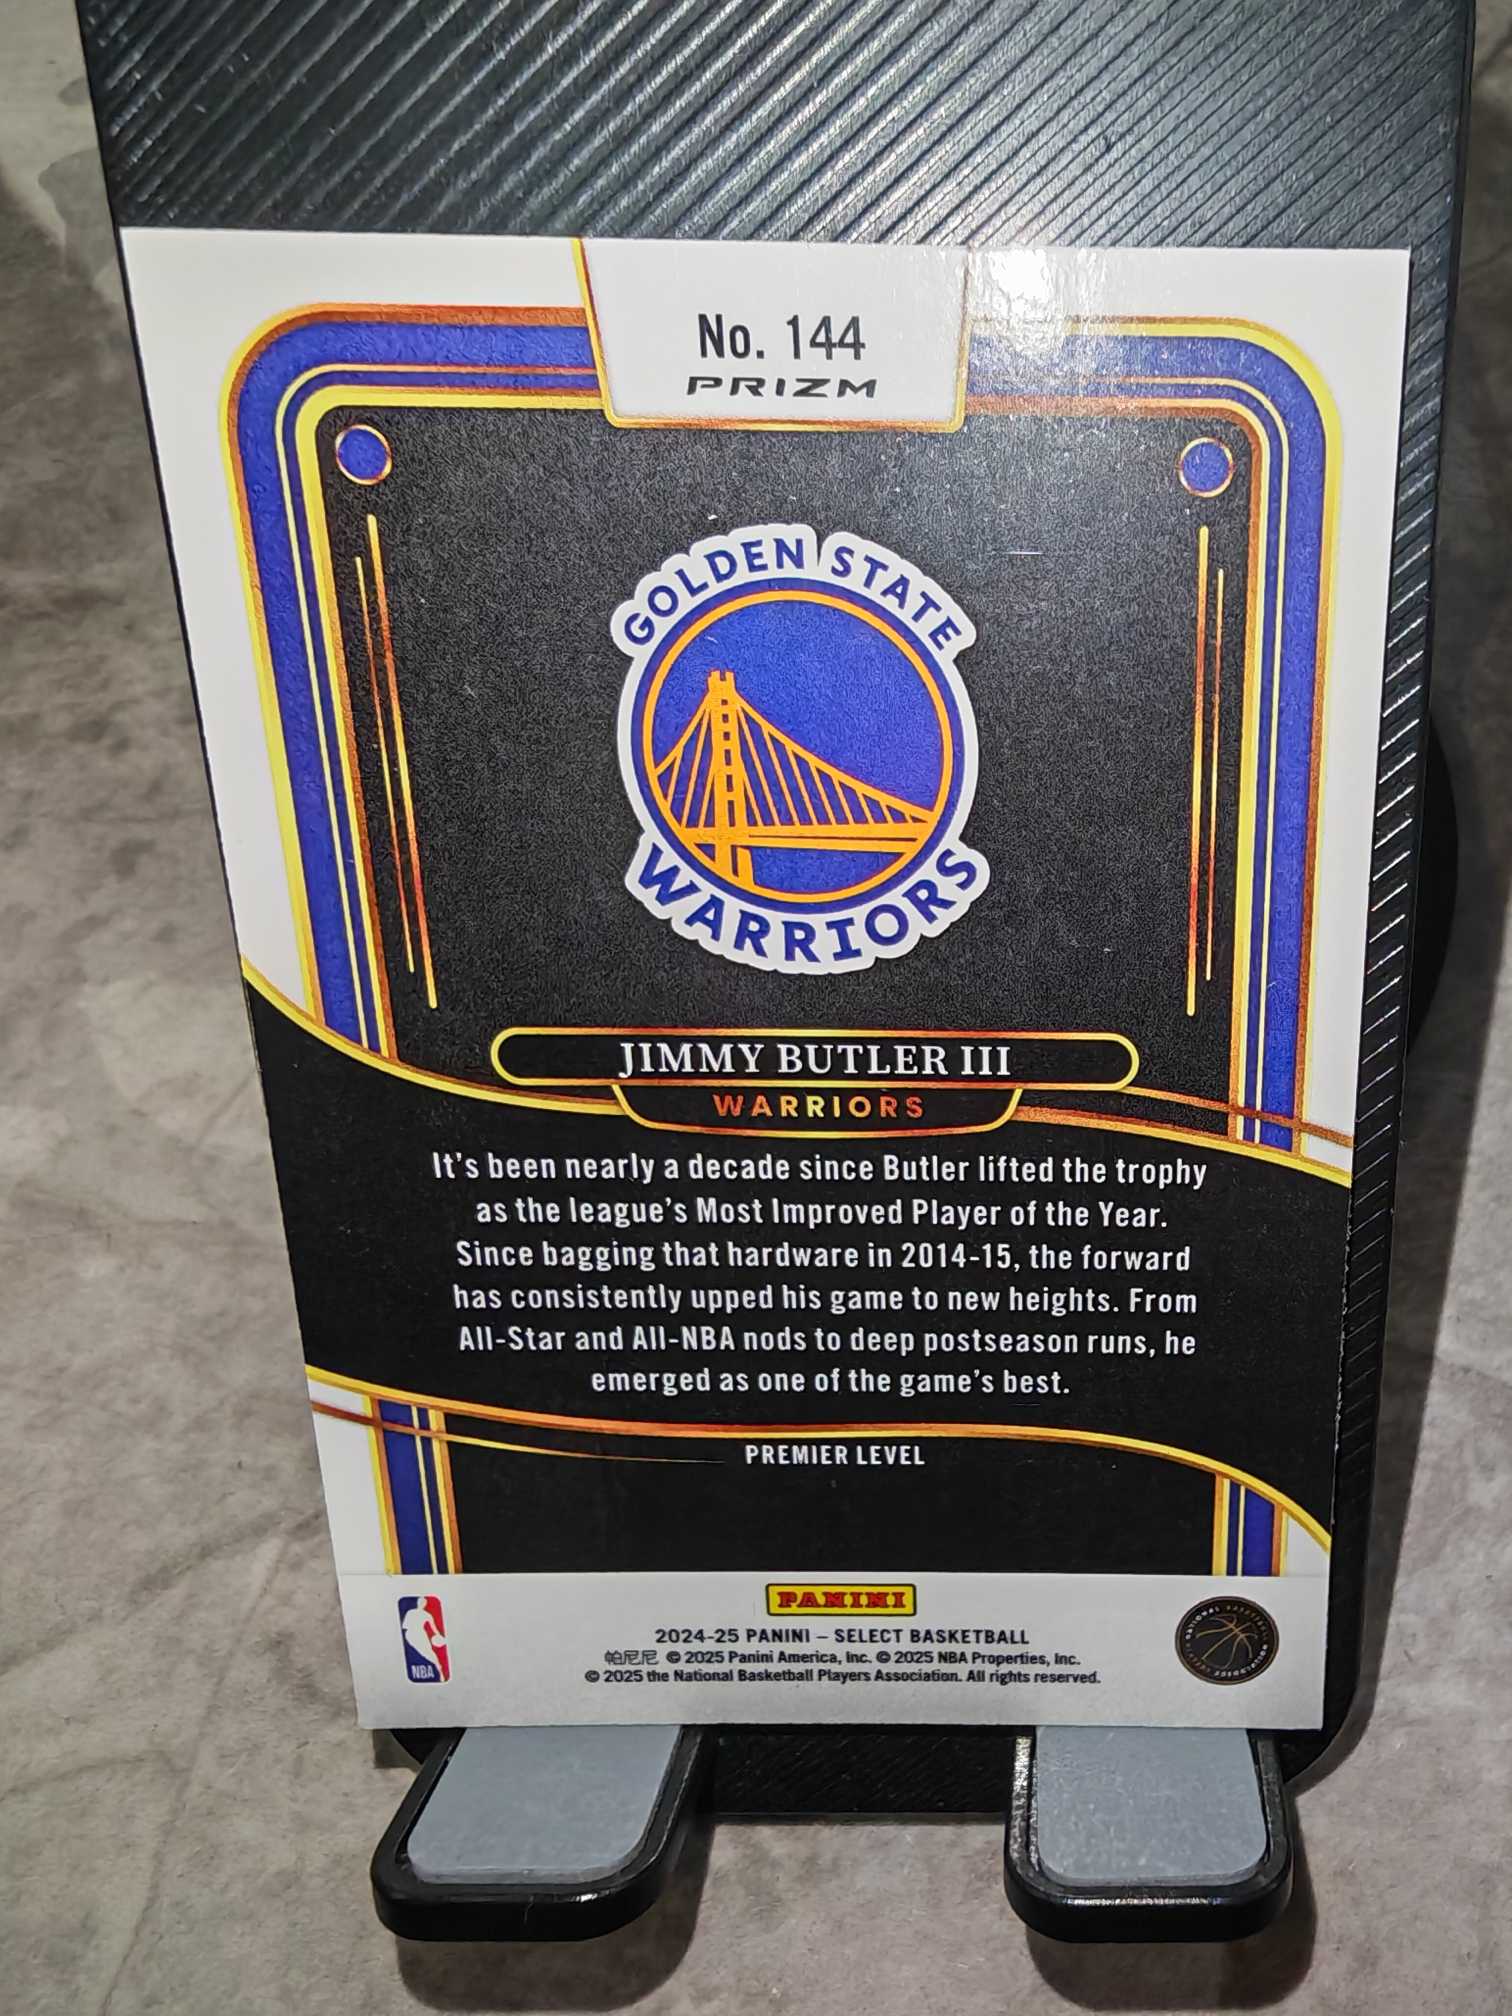 No. 144
PRIZM
GOLDEN STATE
WARRIORS
JIMMY BUTLER III
WARRIORS
It's been nearly a decade since Butler lifted the trophy
as the league's Most Improved Player of the Year.
Since bagging that hardware in 2014-15, the forward
has consistently upped his game to new heights. From
All-Star and All-NBA nods to deep postseason runs, he
emerged as one of the game's best.
PREMIER LEVEL
PANINI
2024-25 PANINI – SELECT BASKETBALL
帕尼尼 © 2025 Panini America, Inc. © 2025 NBA Properties, Inc.
© 2025 the National Basketball Players Association. All rights reserved.
NBA
NATIONAL BASKETBALL